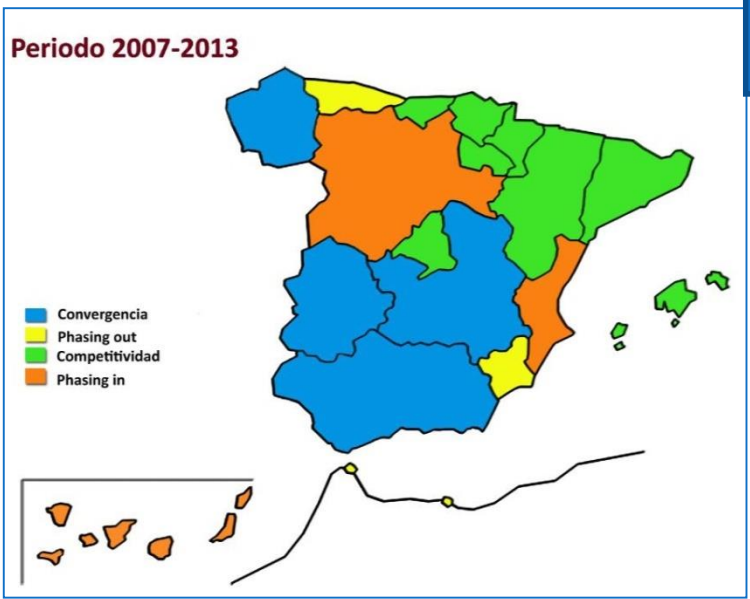 Periodo 2007-2013
Convergencia
Phasing out
Competitividad
Phasing in